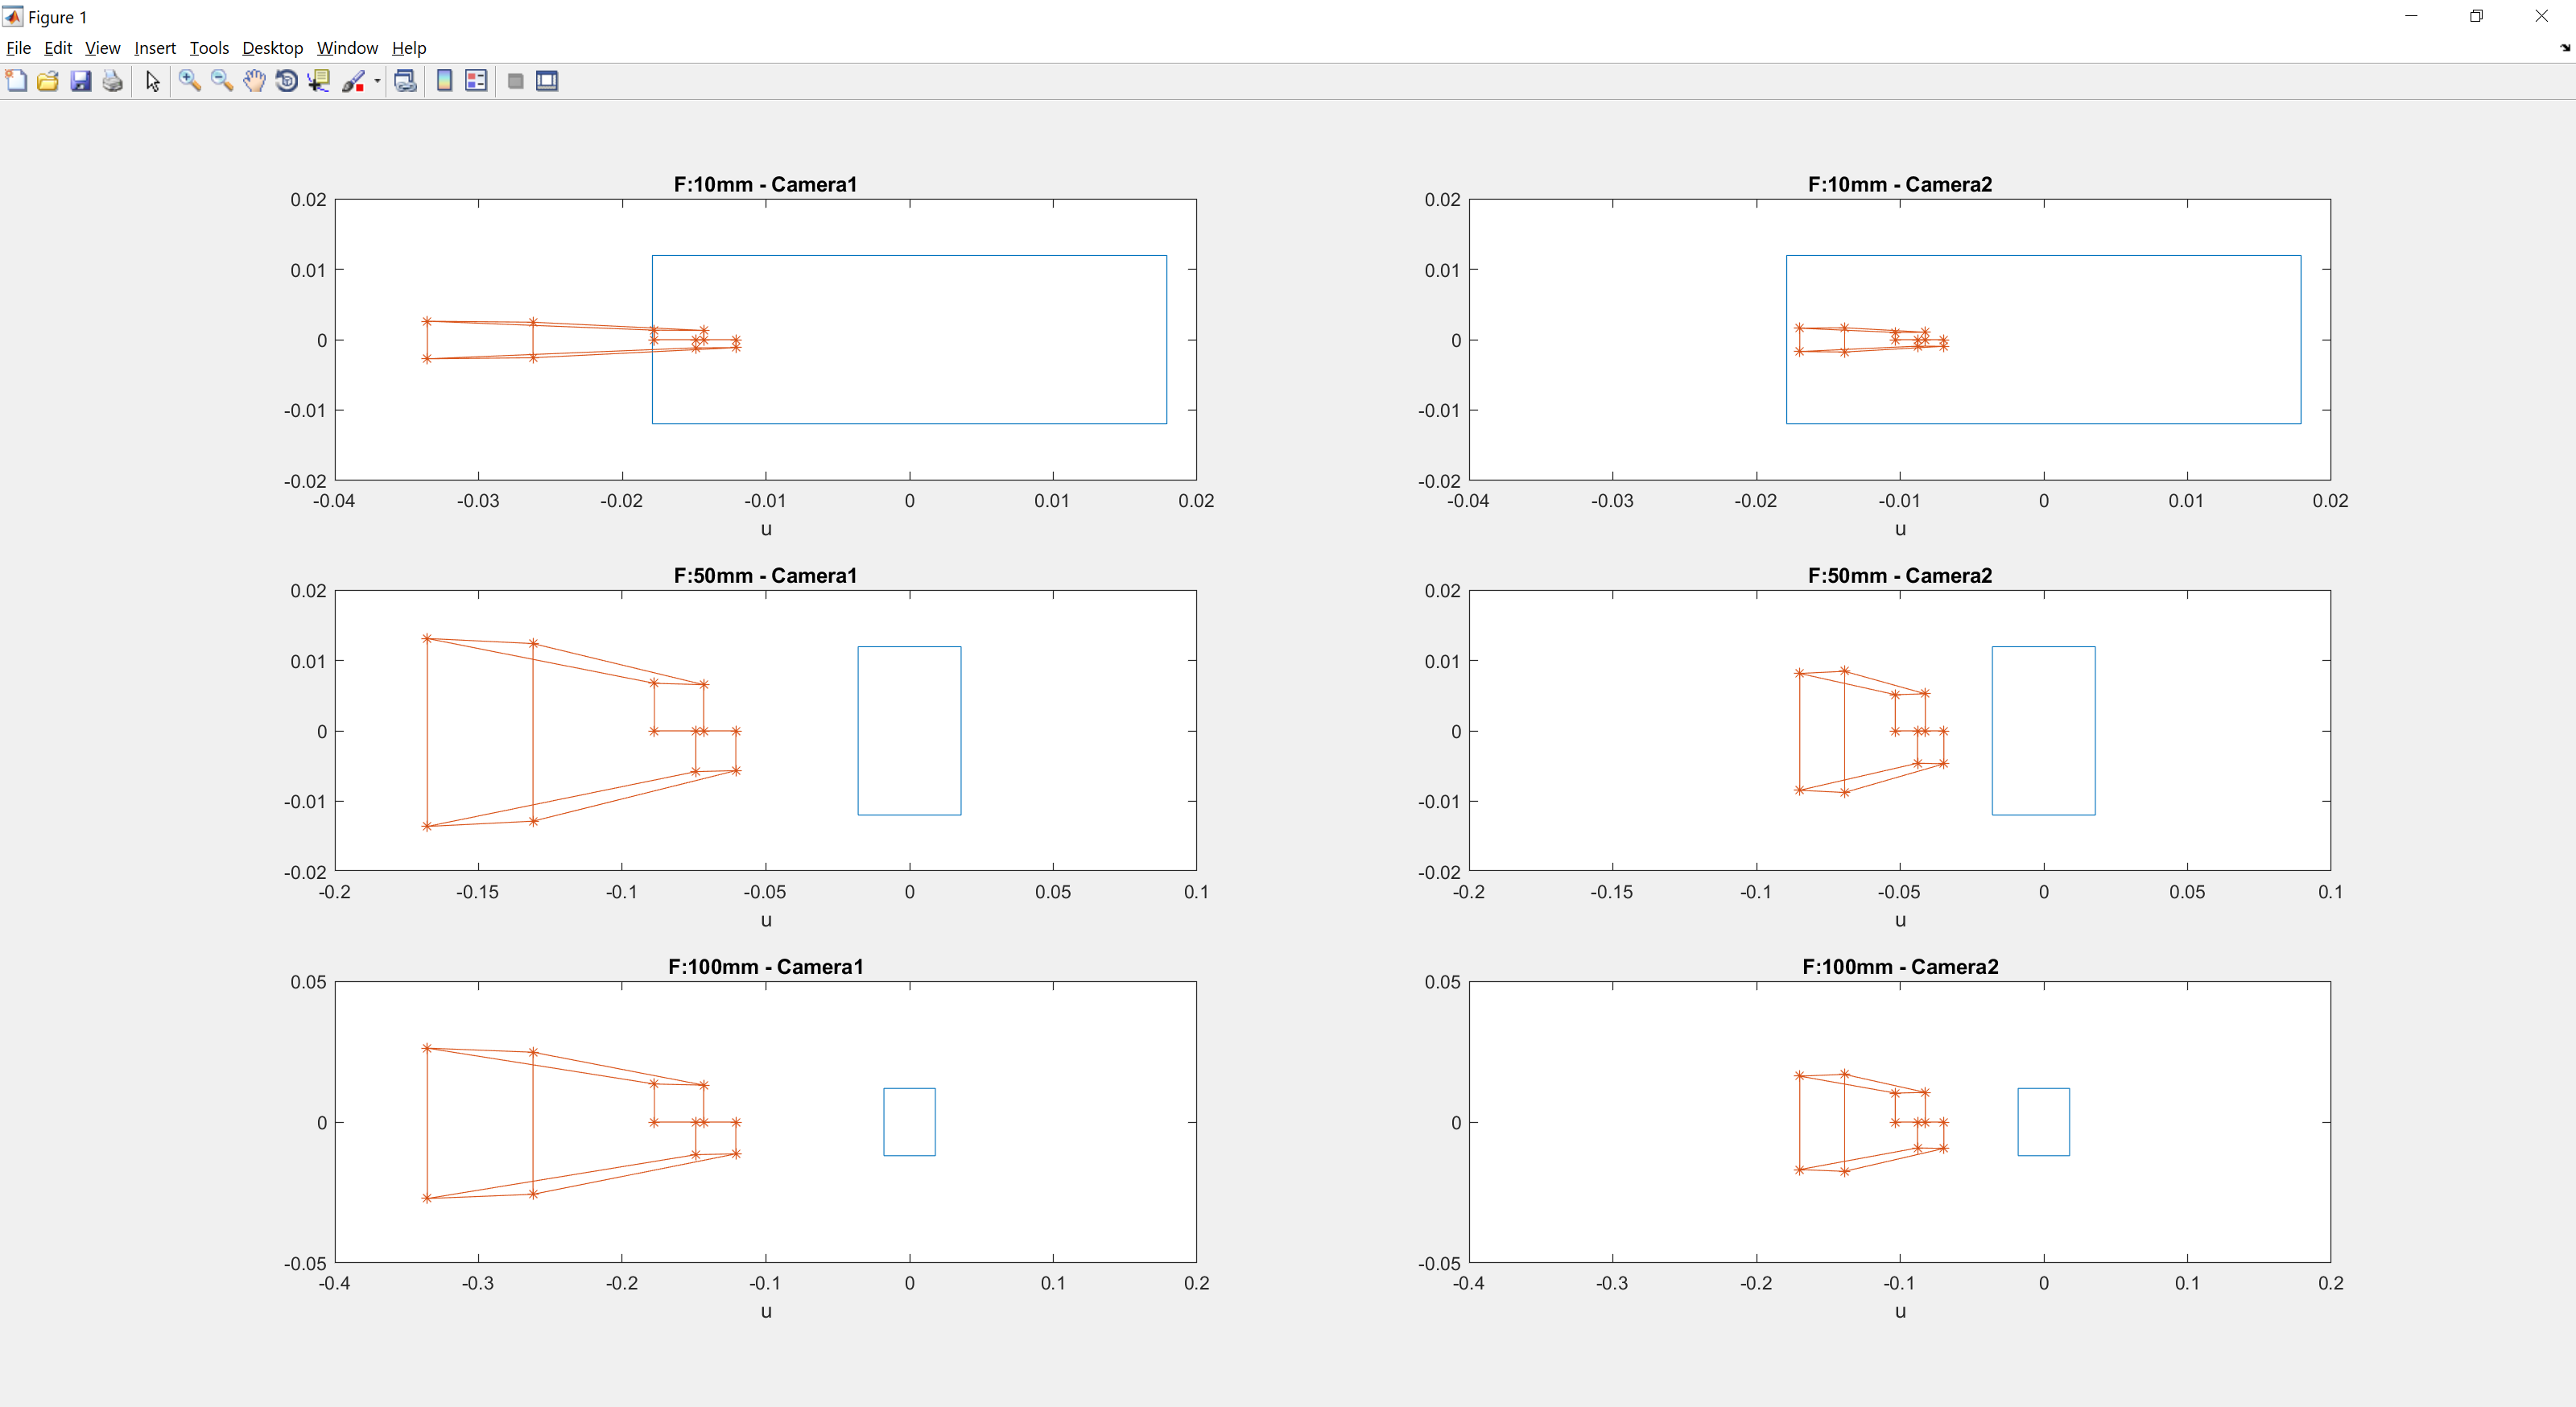 Figure 1
File Edit View Insert Tools Desktop Window Help
F:10mm - Camera1
0.02
0.01
0
-0.01
-0.02
-0.04 -0.03 -0.02 -0.01 0 0.01 0.02
u
F:10mm - Camera2
0.02
0.01
0
-0.01
-0.02
-0.04 -0.03 -0.02 -0.01 0 0.01 0.02
u
F:50mm - Camera1
0.02
0.01
0
-0.01
-0.02
-0.2 -0.15 -0.1 -0.05 0 0.05 0.1
u
F:50mm - Camera2
0.02
0.01
0
-0.01
-0.02
-0.2 -0.15 -0.1 -0.05 0 0.05 0.1
u
F:100mm - Camera1
0.05
0
-0.05
-0.4 -0.3 -0.2 -0.1 0 0.1 0.2
u
F:100mm - Camera2
0.05
0
-0.05
-0.4 -0.3 -0.2 -0.1 0 0.1 0.2
u